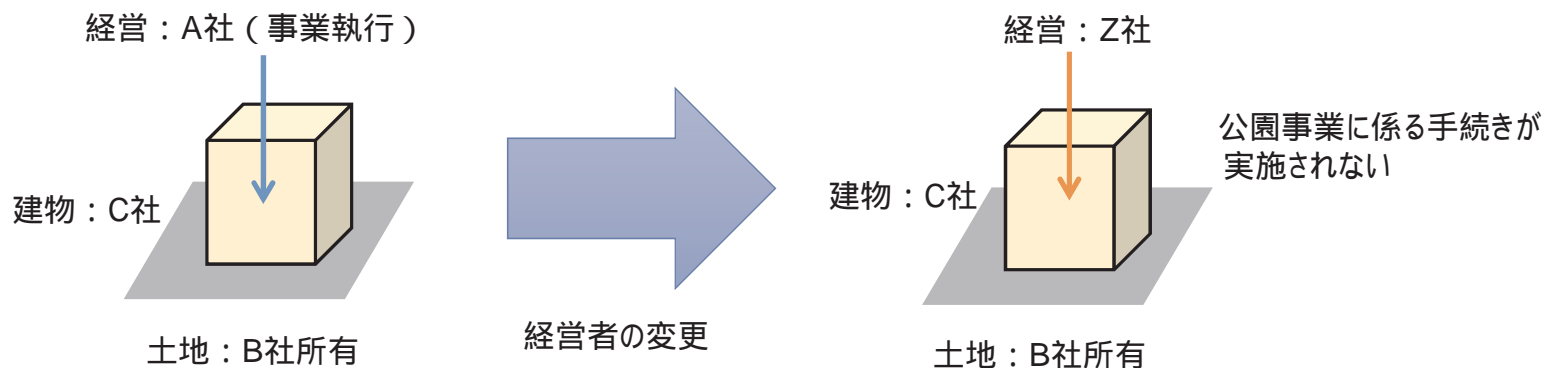 経営：A社（事業執行）
建物：C社
土地：B社所有
経営者の変更
経営：Z社
公園事業に係る手続きが
実施されない
建物：C社
土地：B社所有